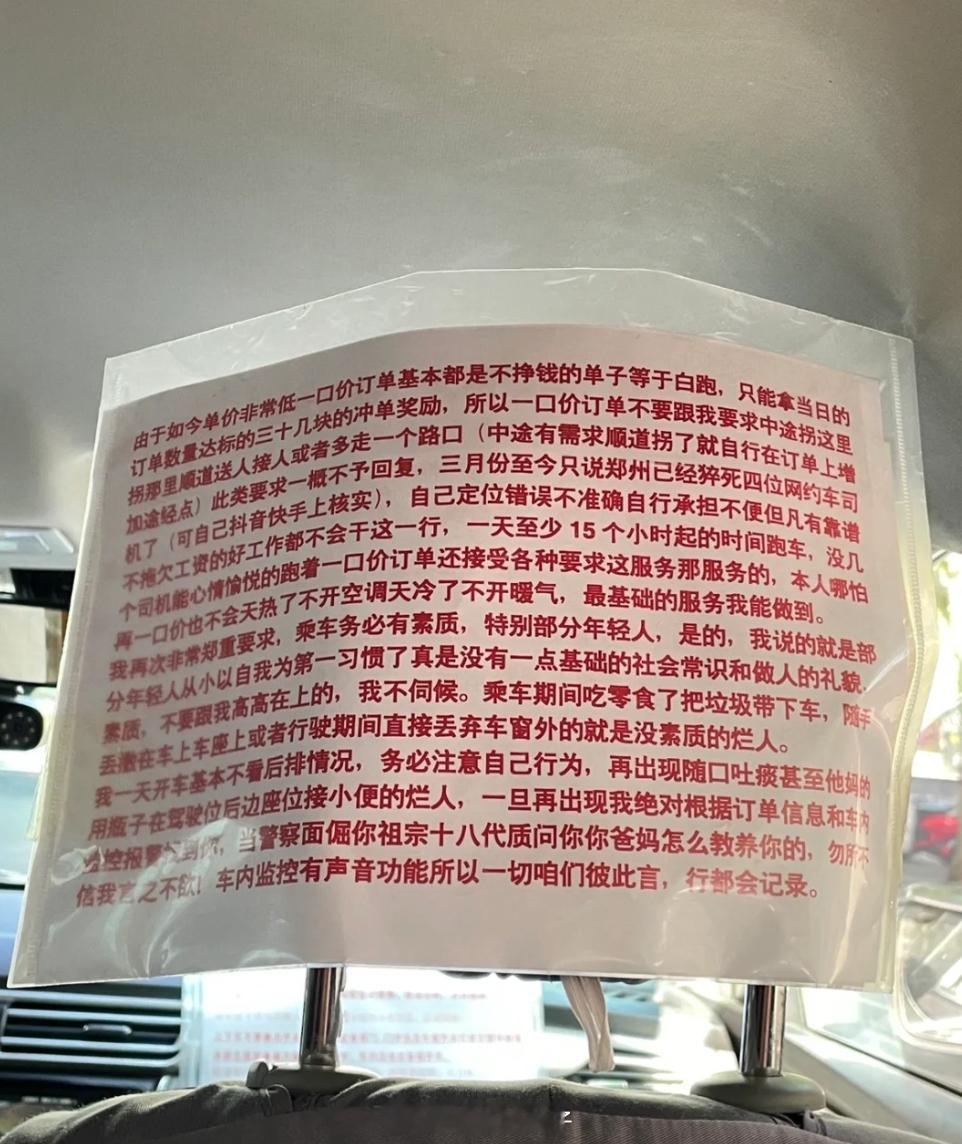 由于如今单价非常低一口价订单基本都是不挣钱的单子等于白跑，只能拿当日的
订单数量达标的三十几块的冲单奖励，所以一口价订单不要跟我要求中途拐这里
拐那里顺道送人接人或者多走一个路口（中途有需求顺道拐了就自行在订单上增
加途经点）此类要求一概不予回复，三月份至今只说郑州已经猝死四位网约车司
机了（可自己抖音快手上核实），自己定位错误不准确自行承担不便但凡有靠谱
不拖欠工资的好工作都不会干这一行，一天至少 15 个小时起的时间跑车，没几
个司机能心情愉悦的跑着一口价订单还接受各种要求这服务那服务的，本人哪怕
再一口价也不会天热了不开空调天冷了不开暖气，最基础的服务我能做到。
我再次非常郑重要求，乘车务必有素质，特别部分年轻人，是的，我说的就是部
分年轻人从小以自我为第一习惯了真是没有一点基础的社会常识和做人的礼貌，
素质，不要跟我高高在上的，我不伺候。乘车期间吃零食了把垃圾带下车，随手
丢撒在车上车座上或者行驶期间直接丢弃车窗外的就是没素质的烂人。
我一天开车基本不看后排情况，务必注意自己行为，再出现随口吐痰甚至他妈的
用瓶子在驾驶位后边座位接小便的烂人，一旦再出现我绝对根据订单信息和车内
监控报警 到你，当警察面倔你祖宗十八代质问你你爸妈怎么教养你的，勿 不
信我言之不欲！车内监控有声音功能所以一切咱们彼此言，行都会记录。